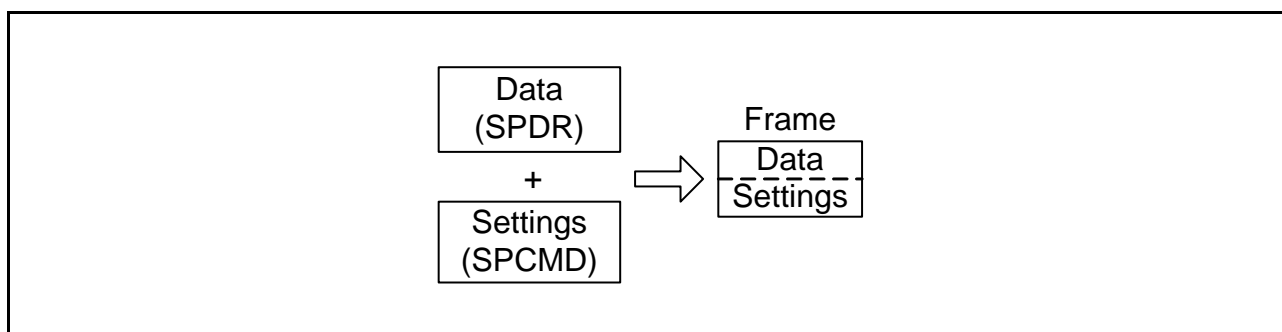 Data
(SPDR)
+
Settings
(SPCMD)
Frame
Data
Settings